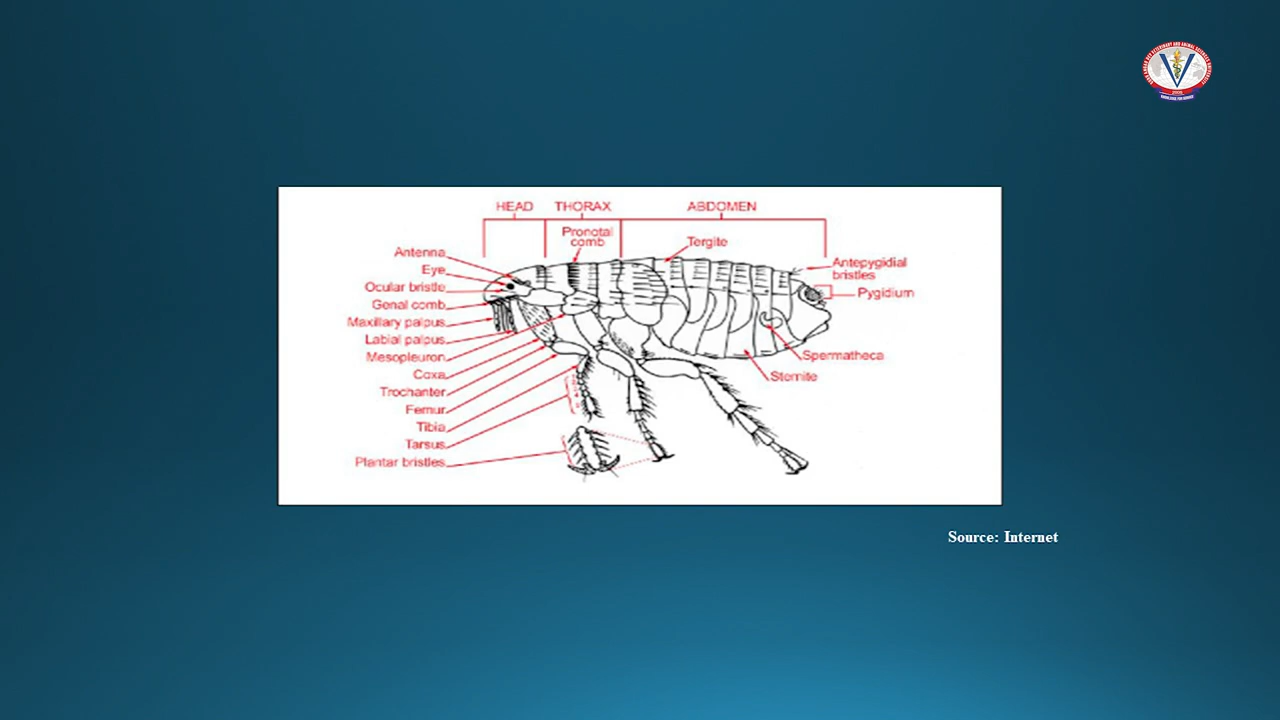 HEAD THORAX ABDOMEN
Pronotal
comb
Tergite
Antenna
Eye
Ocular bristle
Genal comb
Maxillary palpus
Labial palpus
Mesopleuron
Coxa
Trochanter
Femur
Tibia
Tarsus
Plantar bristles
Antepygidial
bristles
Pygidium
Spermatheca
Sternite
Source: Internet